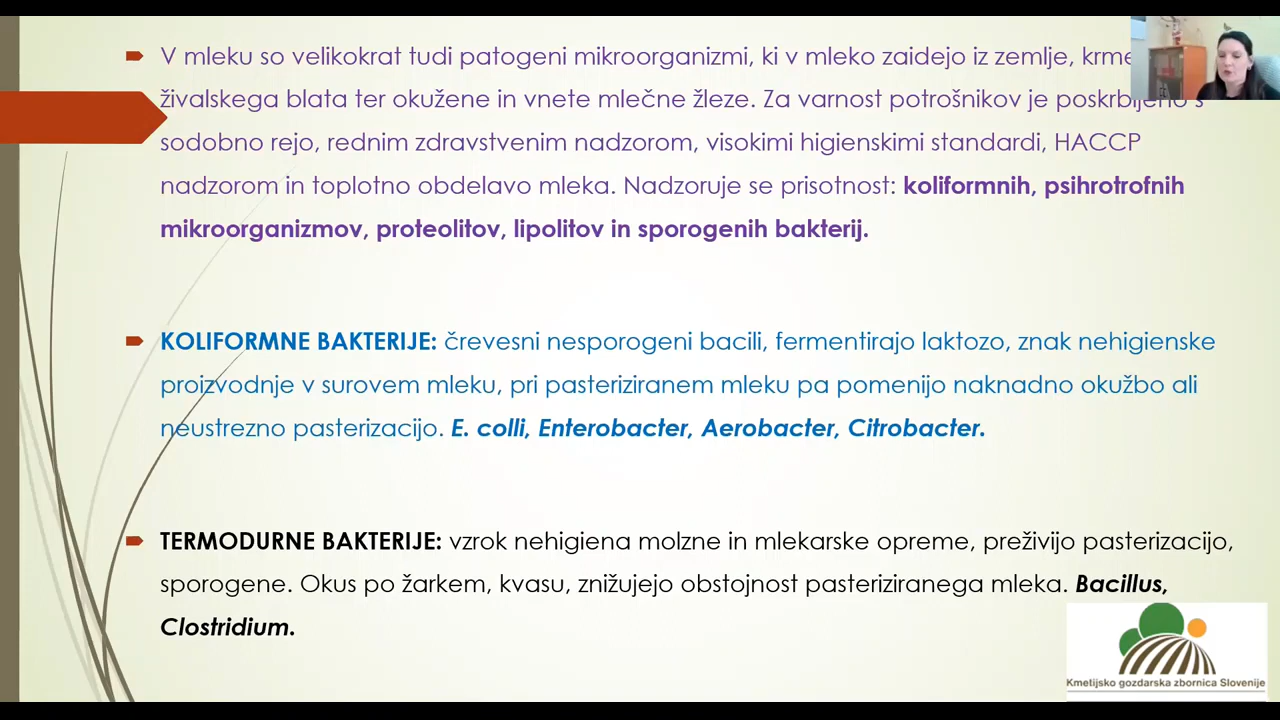 V mleku so velikokrat tudi patogeni mikroorganizmi, ki v mleko zaidejo iz zemlje,
živalskega blata ter okužene in vnete mlečne žleze. Za varnost potrošnikov je s
sodobno rejo, rednim zdravstvenim nadzorom, visokimi higienskimi standardi, HACCP
nadzorom in toplotno obdelavo mleka. Nadzoruje se prisotnost: koliformnih, psihrotrofnih
mikroorganizmov, proteolitov, lipolitov in sporogenih bakterij.
KOLIFORMNE BAKTERIJE: črevesni nesporogeni bacili, fermentirajo laktozo, znak nehigienske
proizvodnje v surovem mleku, pri pasteriziranem mleku pa pomenijo naknadno okužbo ali
neustrezno pasterizacijo. E. colli, Enterobacter, Aerobacter, Citrobacter.
TERMODURNE BAKTERIJE: vzrok nehigiena molzne in mlekarske opreme, preživijo pasterizacijo,
sporogene. Okus po žarkem, kvasu, znižujejo obstojnost pasteriziranega mleka. Bacillus,
Clostridium.
Kmetijsko gozdarska zbornica Slovenije